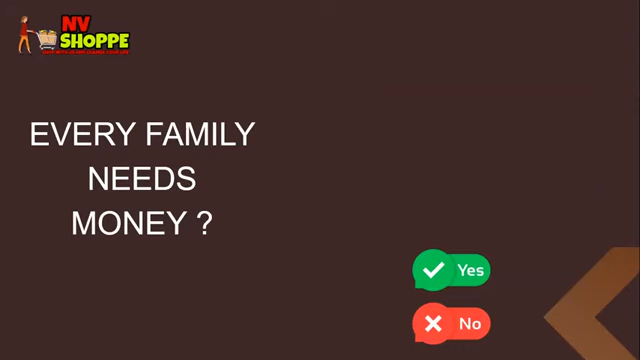 NV
SHOPPE
EVERY FAMILY
NEEDS
MONEY ?
Yes
No